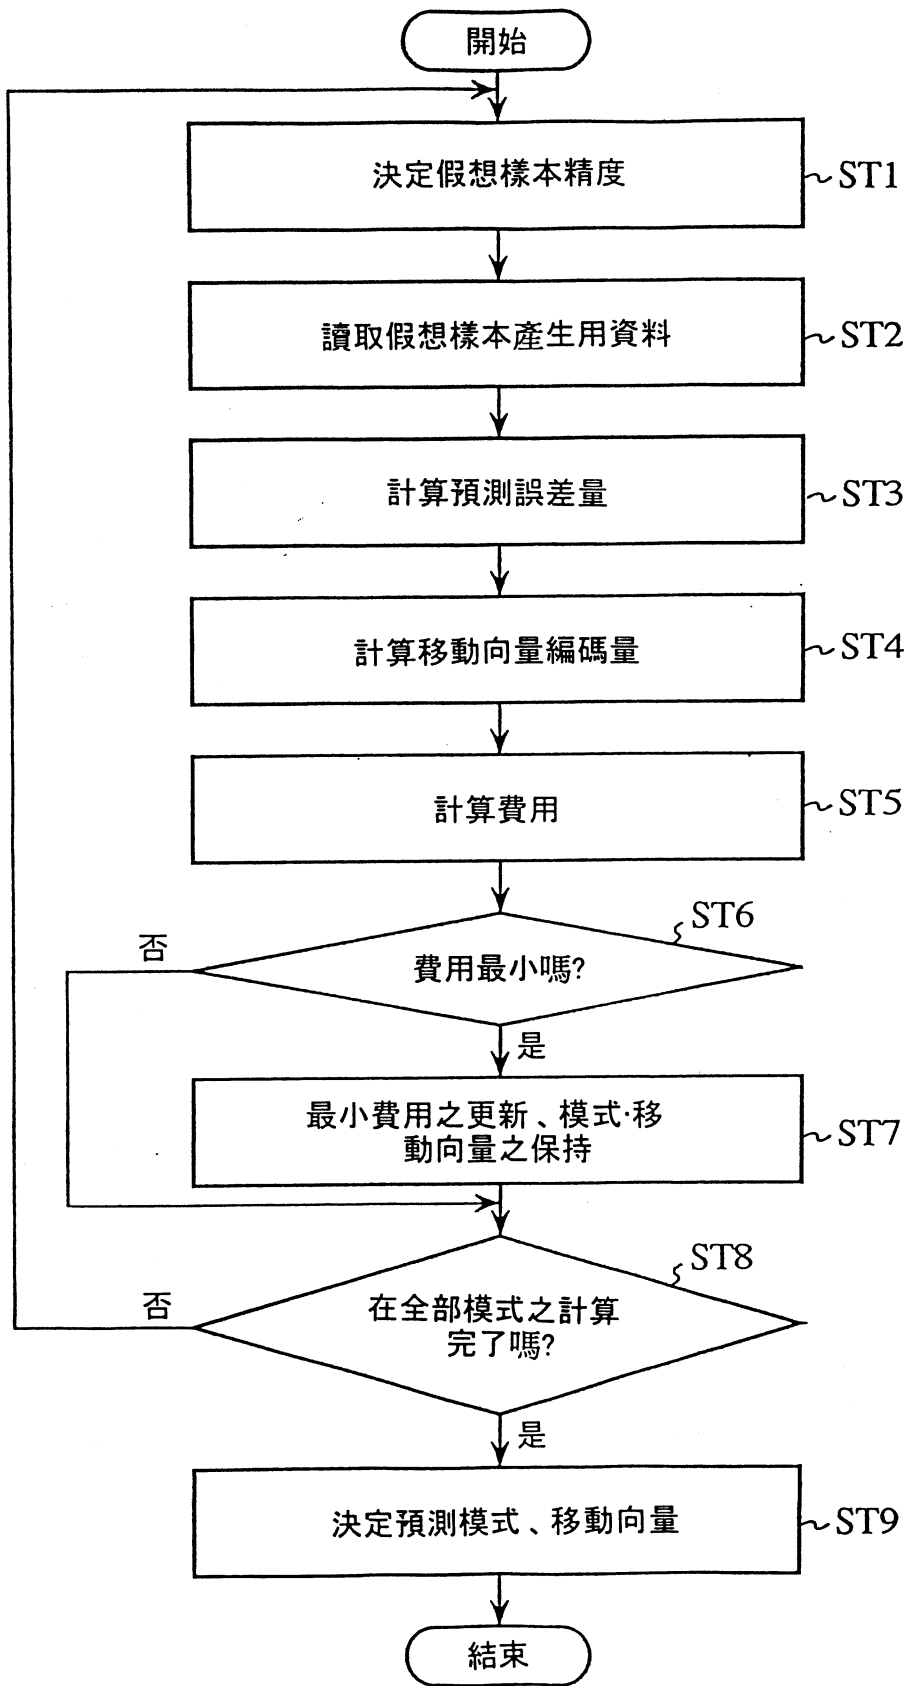 開始
決定假想樣本精度
ST1
讀取假想樣本產生用資料
ST2
計算預測誤差量
ST3
計算移動向量編碼量
ST4
計算費用
ST5
ST6
否
費用最小嗎?
是
最小費用之更新、模式·移
動向量之保持
ST7
ST8
否
在全部模式之計算
完了嗎?
是
決定預測模式、移動向量
ST9
結束